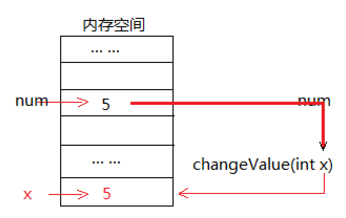 内存空间
... ...
num 5 num
... ...
changeValue(int x)
x 5